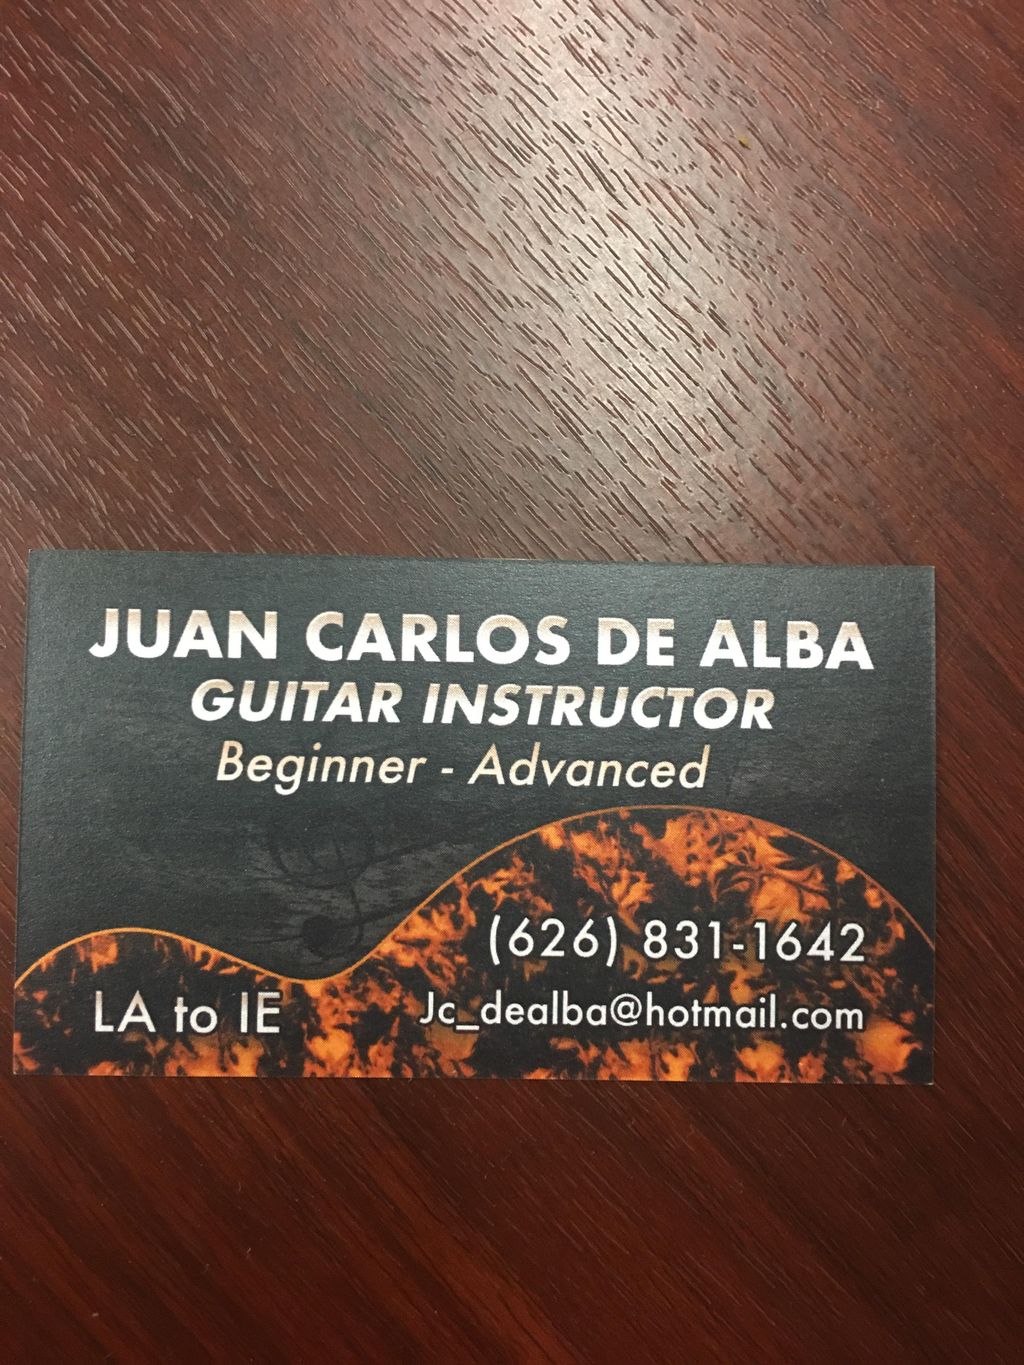 JUAN CARLOS DE ALBA
GUITAR INSTRUCTOR
Beginner - Advanced
(626) 831-1642
LA to IE
Jc_dealba@hotmail.com